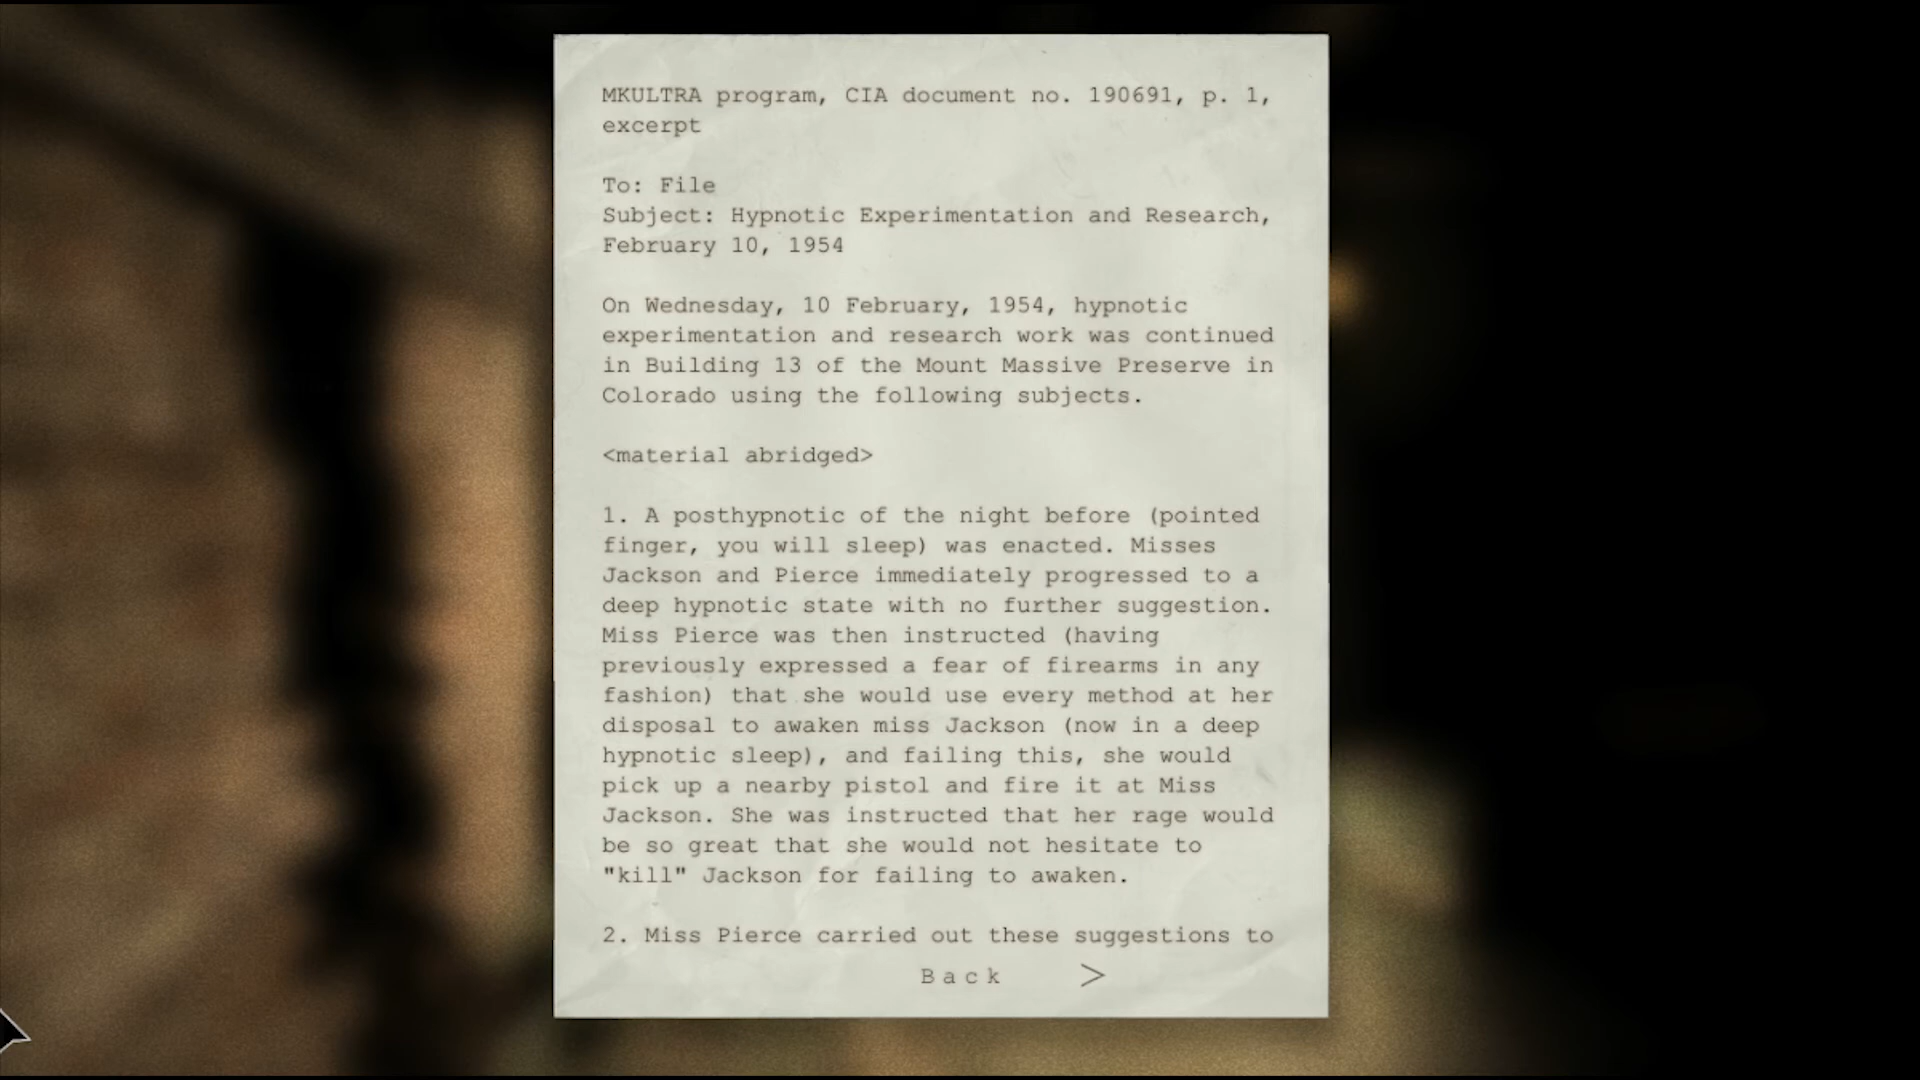 MKULTRA program, CIA document no. 190691, p. 1,
excerpt
To: File
Subject: Hypnotic Experimentation and Research,
February 10, 1954
On Wednesday, 10 February, 1954, hypnotic
experimentation and research work was continued
in Building 13 of the Mount Massive Preserve in
Colorado using the following subjects.
<material abridged>
1. A posthypnotic of the night before (pointed
finger, you will sleep) was enacted. Misses
Jackson and Pierce immediately progressed to a
deep hypnotic state with no further suggestion.
Miss Pierce was then instructed (having
previously expressed a fear of firearms in any
fashion) that she would use every method at her
disposal to awaken miss Jackson (now in a deep
hypnotic sleep), and failing this, she would
pick up a nearby pistol and fire it at Miss
Jackson. She was instructed that her rage would
be so great that she would not hesitate to
"kill" Jackson for failing to awaken.
2. Miss Pierce carried out these suggestions to
Back >